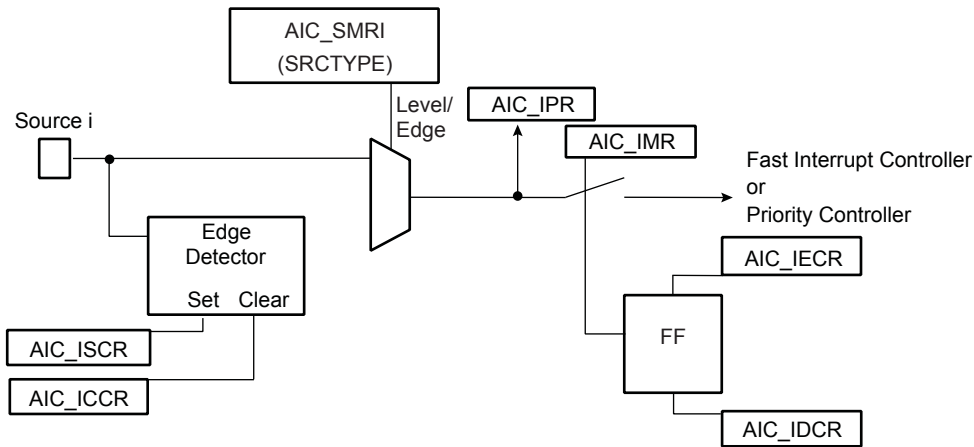 AIC_SMRI
(SRCTYPE)
Level/
Edge
Source i
AIC_IPR
AIC_IMR
Fast Interrupt Controller
or
Priority Controller
Edge
Detector
Set Clear
AIC_IECR
FF
AIC_ISCR
AIC_ICCR
AIC_IDCR